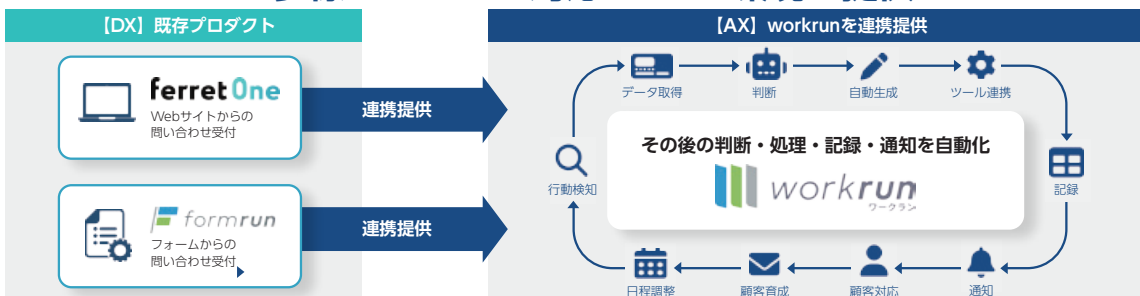 【DX】既存プロダクト
ferret One
Webサイトからの
問い合わせ受付
連携提供
formrun
フォームからの
問い合わせ受付
連携提供
【AX】workrunを連携提供
データ取得
判断
自動生成
ツール連携
その後の判断・処理・記録・通知を自動化
workrun
ワークラン
行動検知
記録
日程調整
顧客育成
顧客対応
通知